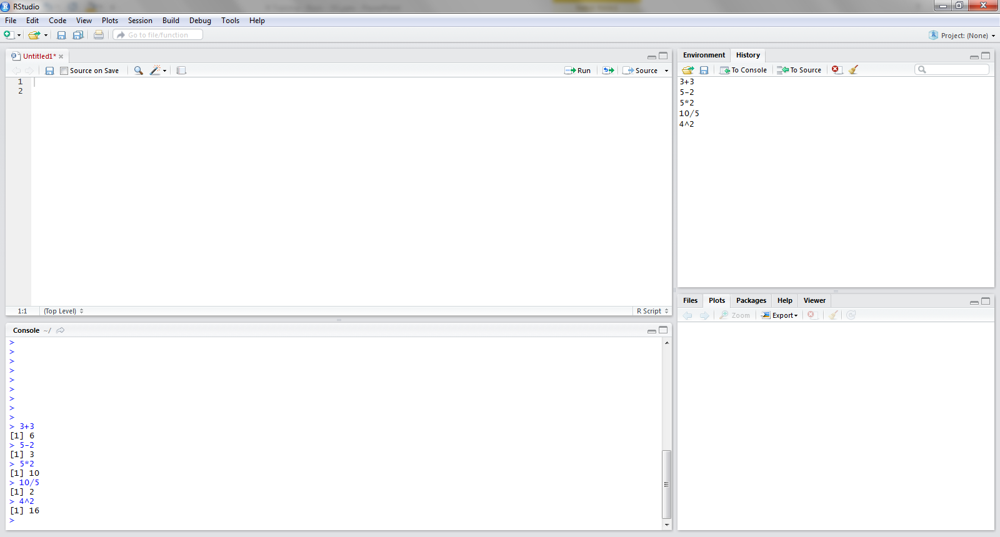 RStudio
File Edit Code View Plots Session Build Debug Tools Help
Go to file/function
Project: (None)
Untitled1*
Source on Save
Run
Source
1
2
1:1
(Top Level)
R Script
Console ~/
>
>
>
>
>
>
>
>
>
> 3+3
[1] 6
> 5-2
[1] 3
> 5*2
[1] 10
> 10/5
[1] 2
> 4^2
[1] 16
>
Environment History
To Console To Source
3+3
5-2
5*2
10/5
4^2
Files Plots Packages Help Viewer
Zoom Export